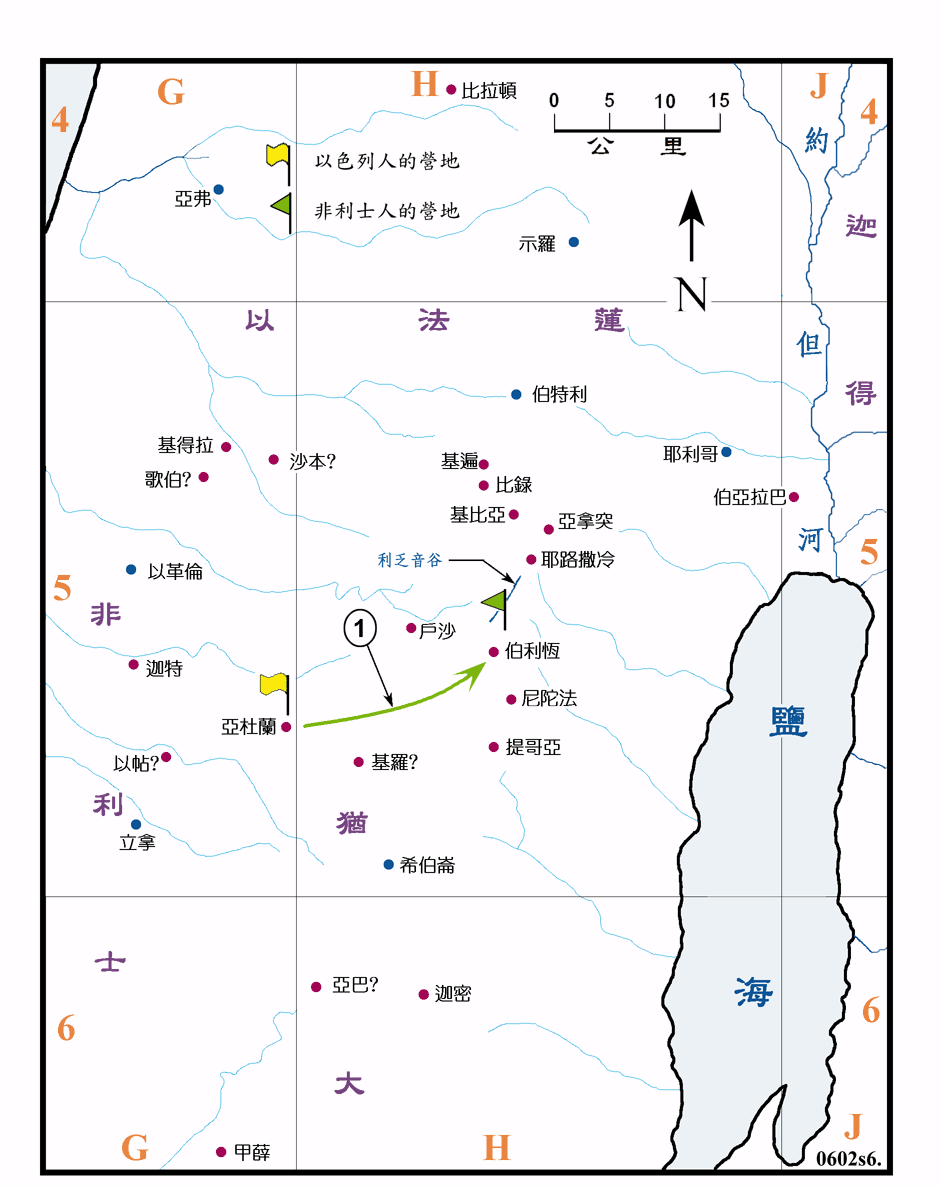 G
H
J
4
4
比拉頓
0 5 10 15
公 里
約
以色列人的營地
亞弗
非利士人的營地
迦
示羅
N
以 法 蓮
但
得
伯特利
基得拉
沙本?
基遍
耶利哥
歌伯?
比錄
伯亞拉巴
基比亞
亞拿突
河
5
利乏音谷
耶路撒冷
以革倫
5
非
1
戶沙
伯利恆
迦特
尼陀法
亞杜蘭
鹽
提哥亞
以帖?
基羅?
利
猶
立拿
希伯崙
士
亞巴?
迦密
海
6
6
大
G
甲薛
H
J
0602s6.